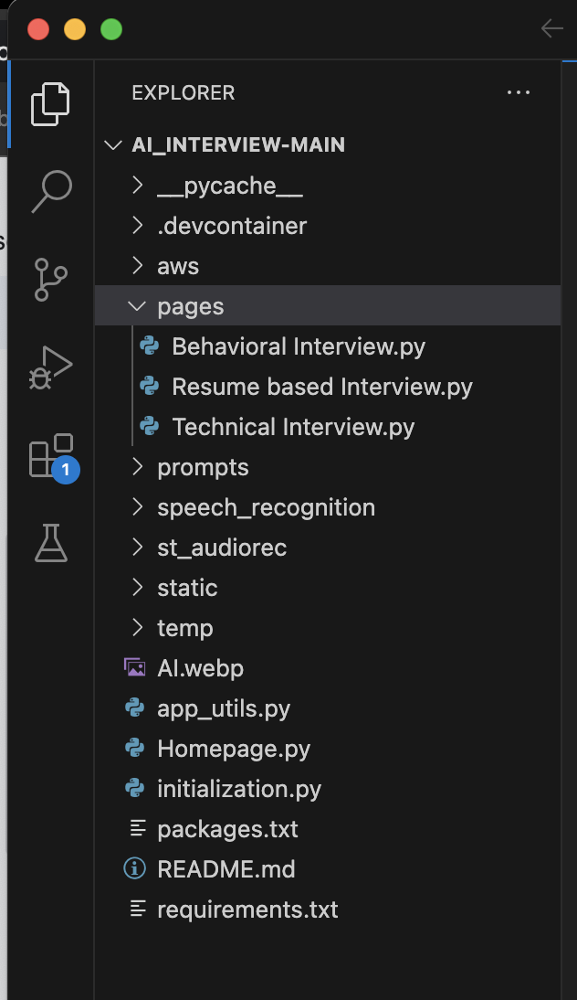 EXPLORER
AI_INTERVIEW-MAIN
__pycache__
.devcontainer
aws
pages
Behavioral Interview.py
Resume based Interview.py
Technical Interview.py
prompts
speech_recognition
st_audiorec
static
temp
AI.webp
app_utils.py
Homepage.py
initialization.py
packages.txt
README.md
requirements.txt
1